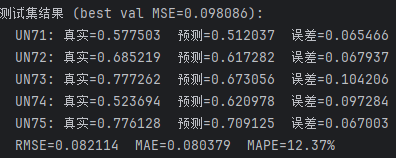 测试集结果 (best val MSE=0.098086):
UN71: 真实=0.577503 预测=0.512037 误差=0.065466
UN72: 真实=0.685219 预测=0.617282 误差=0.067937
UN73: 真实=0.777262 预测=0.673056 误差=0.104206
UN74: 真实=0.523694 预测=0.620978 误差=0.097284
UN75: 真实=0.776128 预测=0.709125 误差=0.067003
RMSE=0.082114 MAE=0.080379 MAPE=12.37%